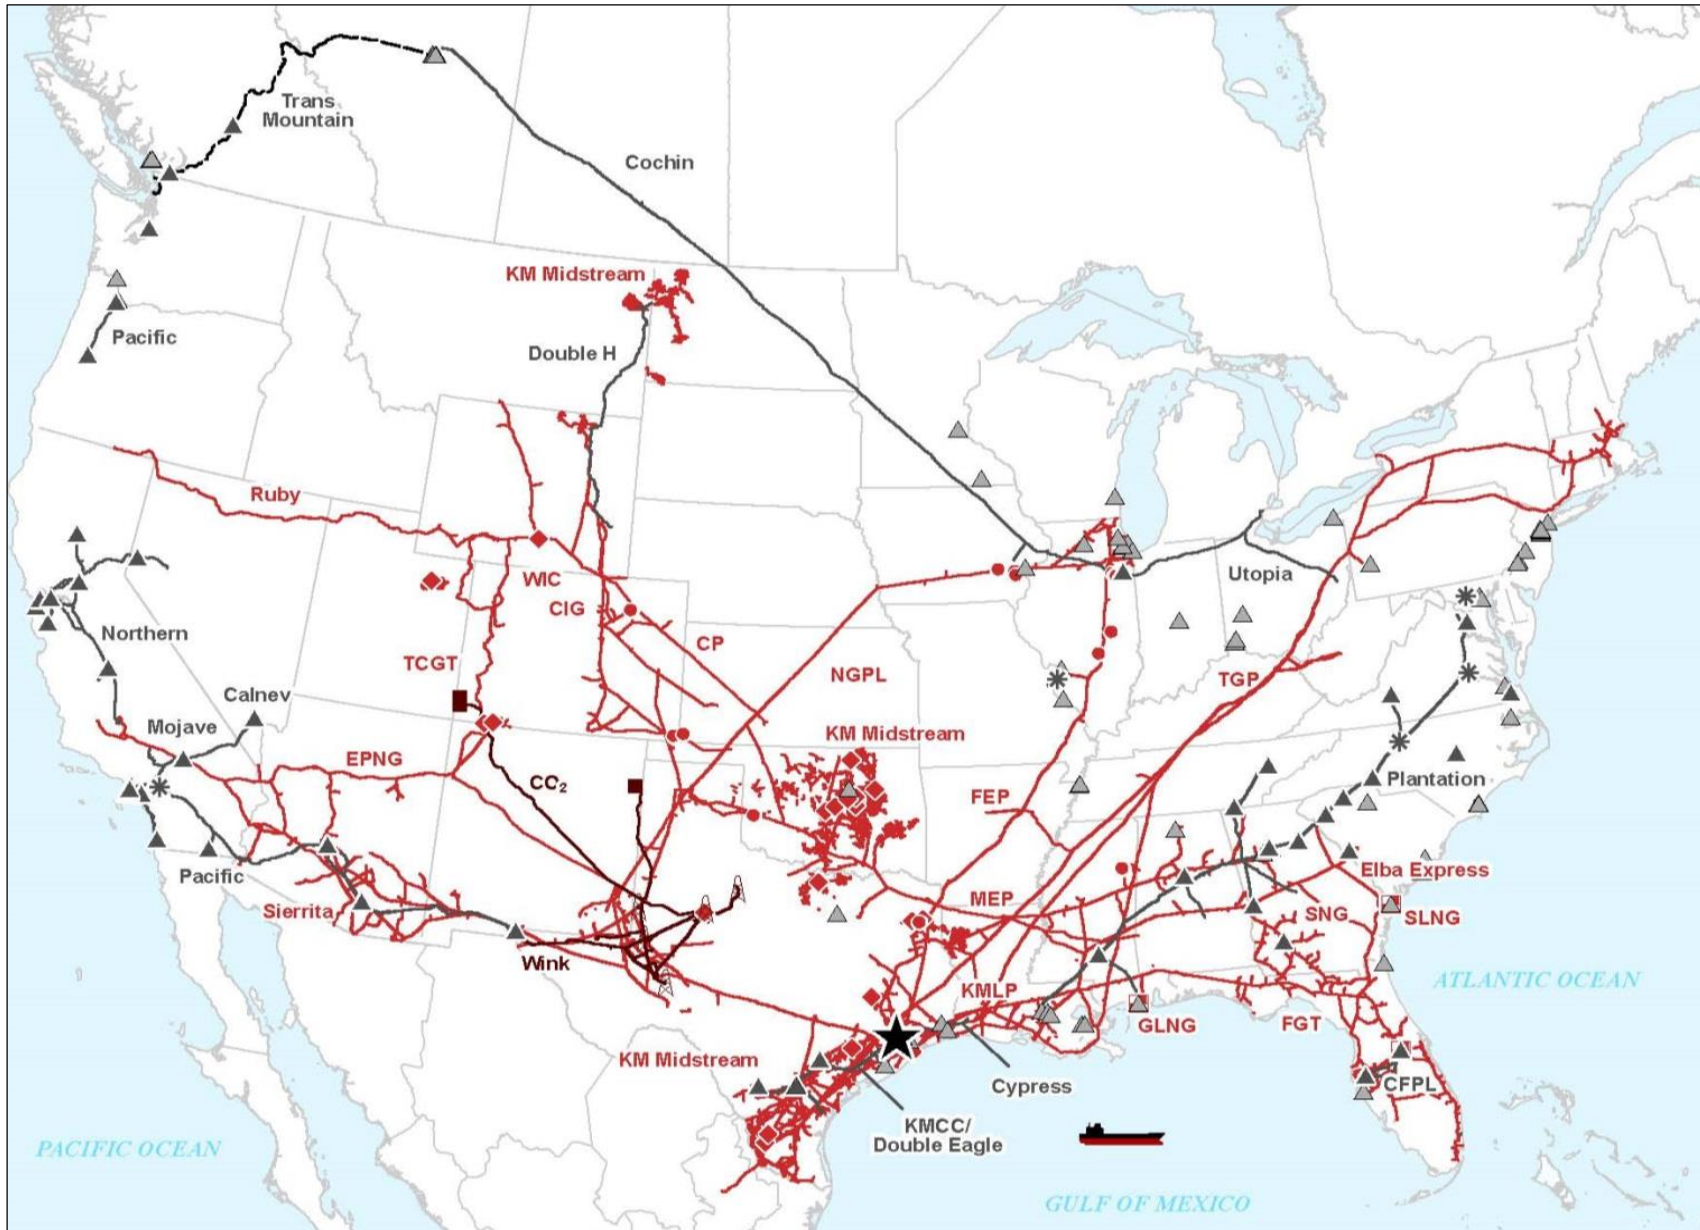 Trans
Mountain
Cochin
KM Midstream
Pacific
Double H
Ruby
WIC
CIG
Utopia
Northern
CP
TCGT
NGPL
TGP
Calnev
Mojave
KM Midstream
EPNG
CC₂
FEP
Plantation
Pacific
Elba Express
MEP
Sierrita
SNG
SLNG
Wink
ATLANTIC OCEAN
KMLP
GLNG
FGT
KM Midstream
Cypress
CFPL
KMCC/
Double Eagle
PACIFIC OCEAN
GULF OF MEXICO